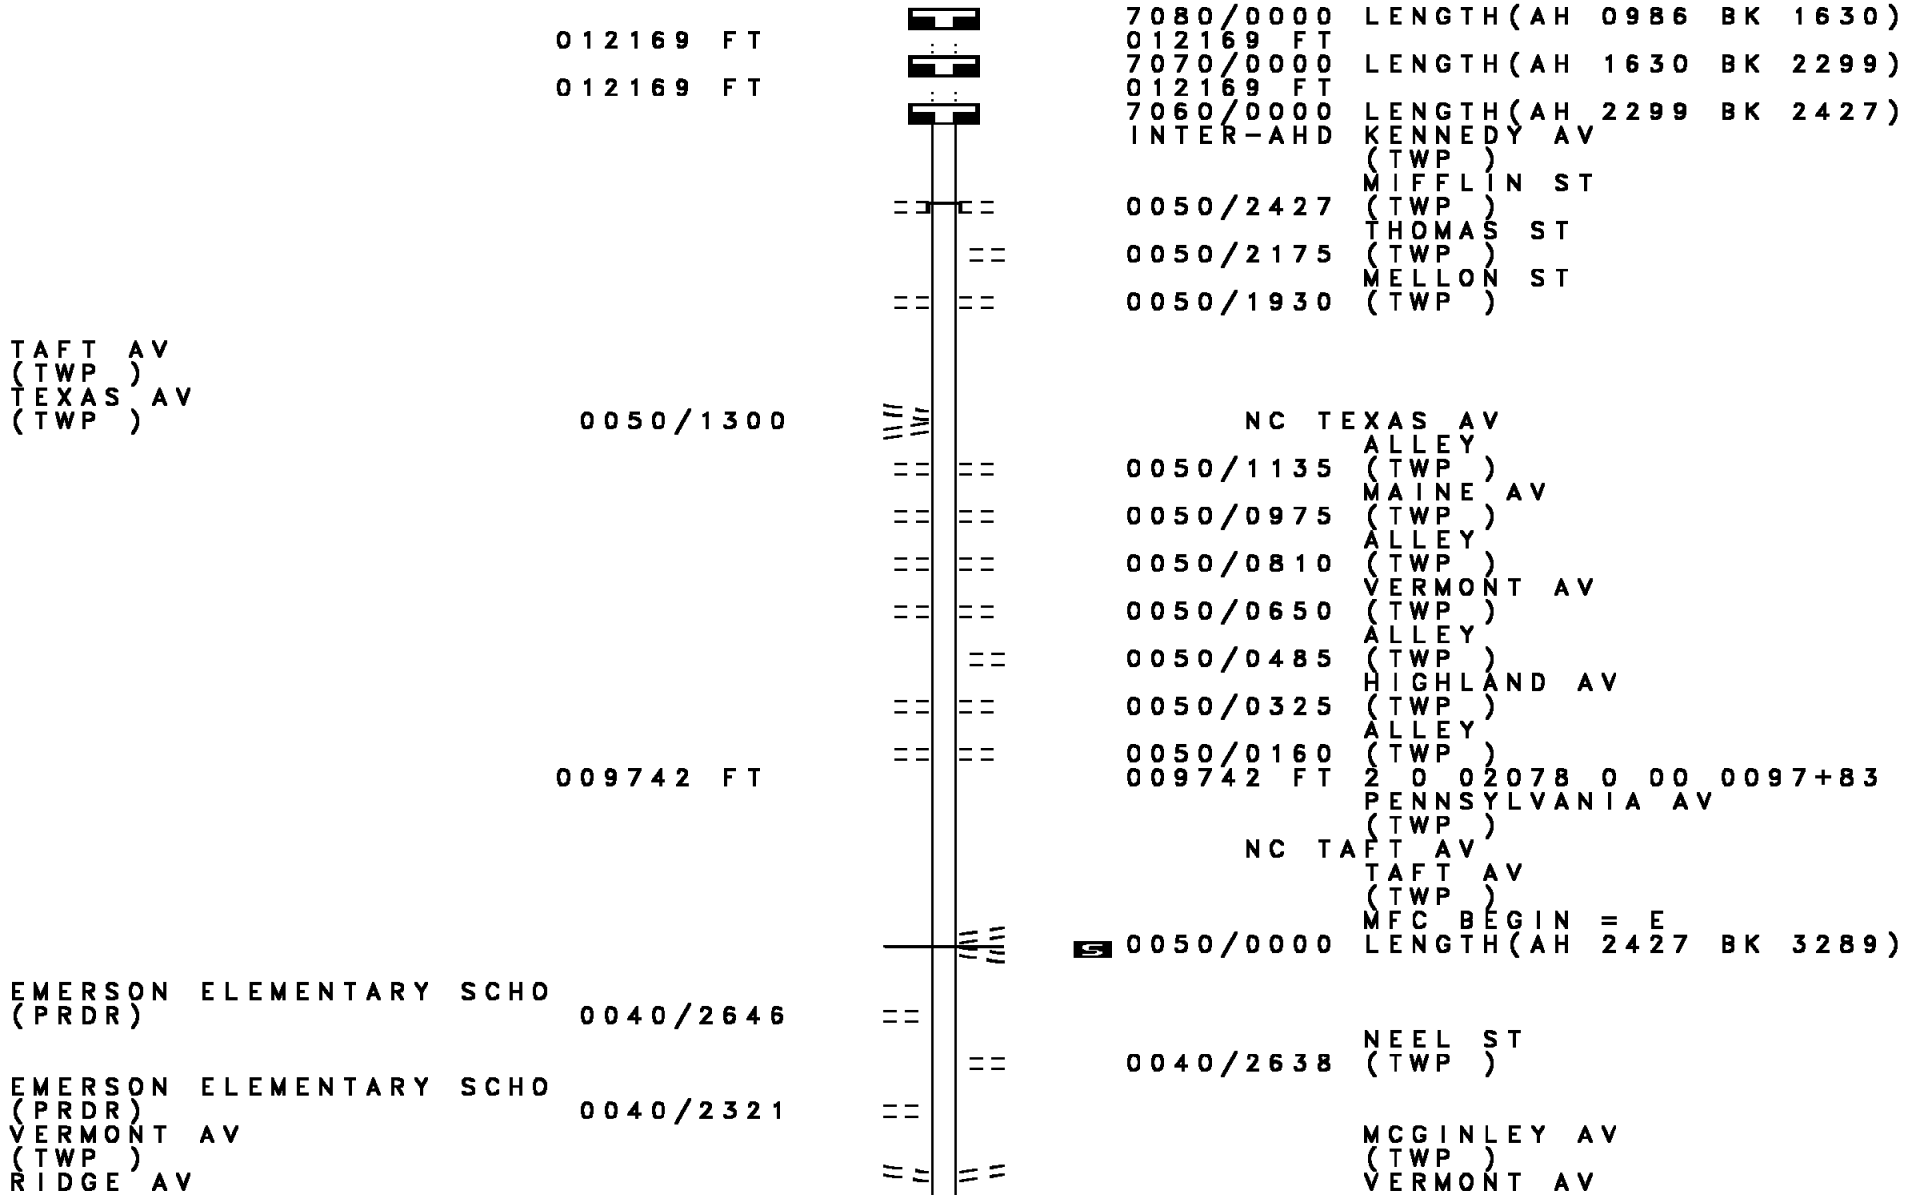 7080/0000 LENGTH(AH 0986 BK 1630)
012169 FT 012169 FT
7070/0000 LENGTH(AH 1630 BK 2299)
012169 FT 012169 FT
7060/0000 LENGTH(AH 2299 BK 2427)
INTER-AHD KENNEDY AV
(TWP )
MIFFLIN ST
0050/2427 (TWP )
THOMAS ST
0050/2175 (TWP )
MELLON ST
0050/1930 (TWP )
TAFT AV
(TWP )
TEXAS AV
(TWP ) 0050/1300 NC TEXAS AV
ALLEY
0050/1135 (TWP )
MAINE AV
0050/0975 (TWP )
ALLEY
0050/0810 (TWP )
VERMONT AV
0050/0650 (TWP )
ALLEY
0050/0485 (TWP )
HIGHLAND AV
0050/0325 (TWP )
ALLEY
0050/0160 (TWP )
009742 FT 009742 FT 2 0 02078 0 00 0097+83
PENNSYLVANIA AV
(TWP )
NC TAFT AV
TAFT AV
(TWP )
MFC BEGIN = E
S 0050/0000 LENGTH(AH 2427 BK 3289)
EMERSON ELEMENTARY SCHO
(PRDR) 0040/2646
NEEL ST
0040/2638 (TWP )
EMERSON ELEMENTARY SCHO
(PRDR) 0040/2321
VERMONT AV MCGINLEY AV
(TWP ) (TWP )
RIDGE AV VERMONT AV